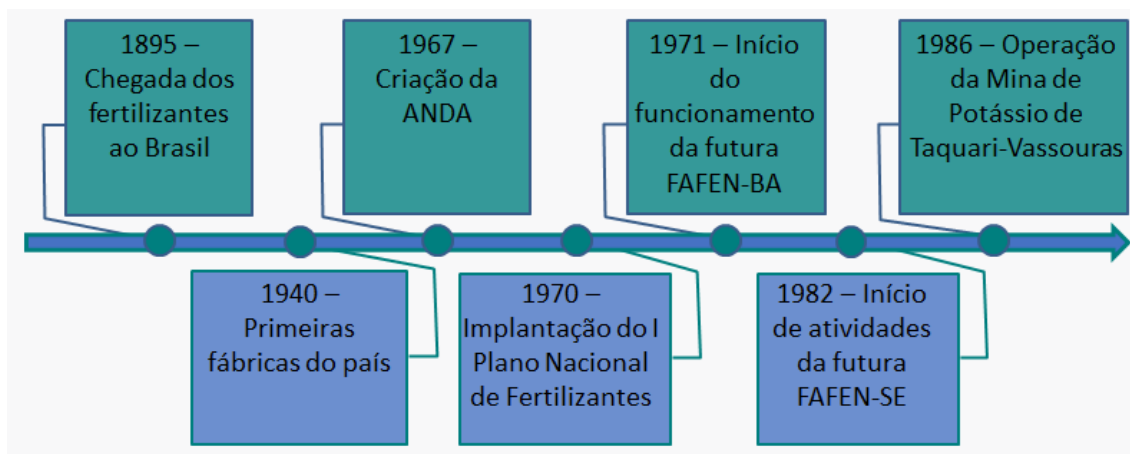 1895 –
Chegada dos
fertilizantes
ao Brasil
1940 –
Primeiras
fábricas do país
1967 –
Criação da
ANDA
1970 –
Implantação do I
Plano Nacional
de Fertilizantes
1971 – Início
do
funcionamento
da futura
FAFEN-BA
1982 – Início
de atividades
da futura
FAFEN-SE
1986 – Operação
da Mina de
Potássio de
Taquari-Vassouras